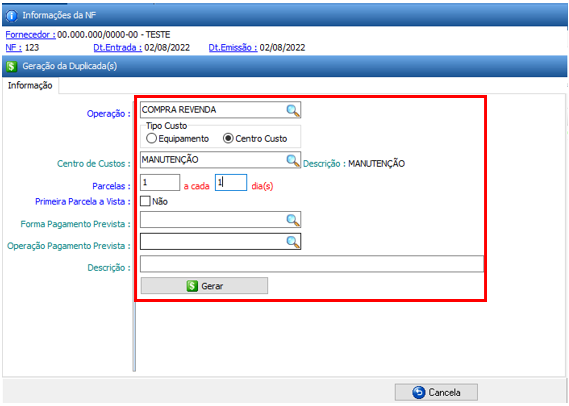 Informações da NF
Fornecedor : 00.000.000/0000-00 - TESTE
NF : 123 Dt.Entrada : 02/08/2022 Dt.Emissão : 02/08/2022
Geração da Duplicada(s)
Informação
Operação : COMPRA REVENDA
Tipo Custo
Equipamento Centro Custo
Centro de Custos : MANUTENÇÃO Descrição : MANUTENÇÃO
Parcelas : 1 a cada 1 dia(s)
Primeira Parcela a Vista : Não
Forma Pagamento Prevista :
Operação Pagamento Prevista :
Descrição :
Gerar
Cancela